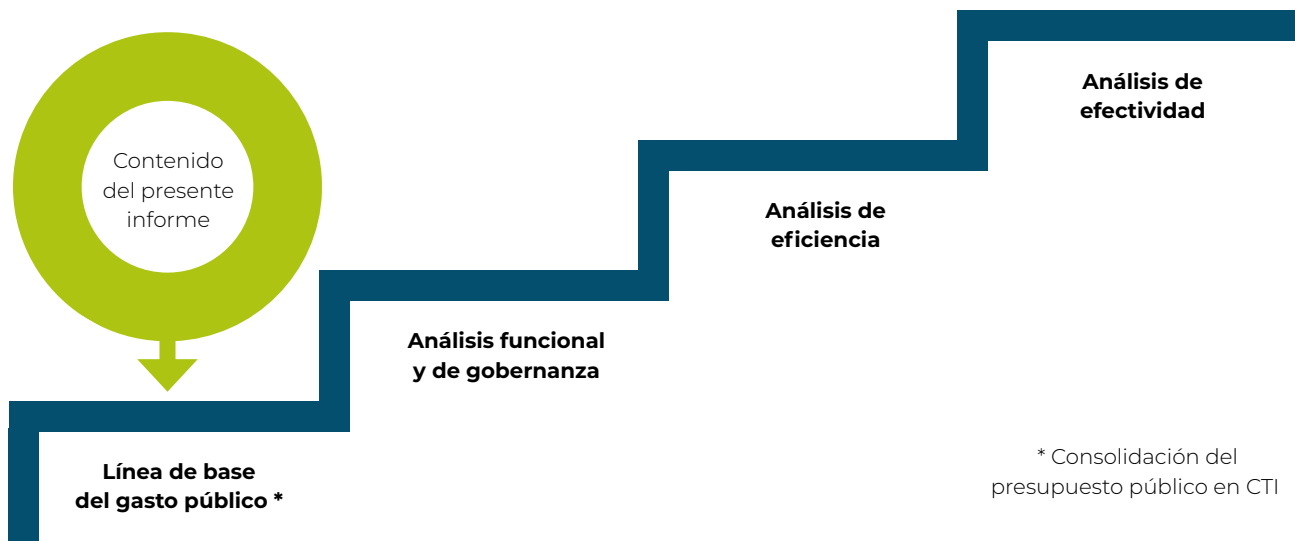 Contenido
del presente
informe
Línea de base
del gasto público *
Análisis funcional
y de gobernanza
Análisis de
eficiencia
Análisis de
efectividad
* Consolidación del
presupuesto público en CTI